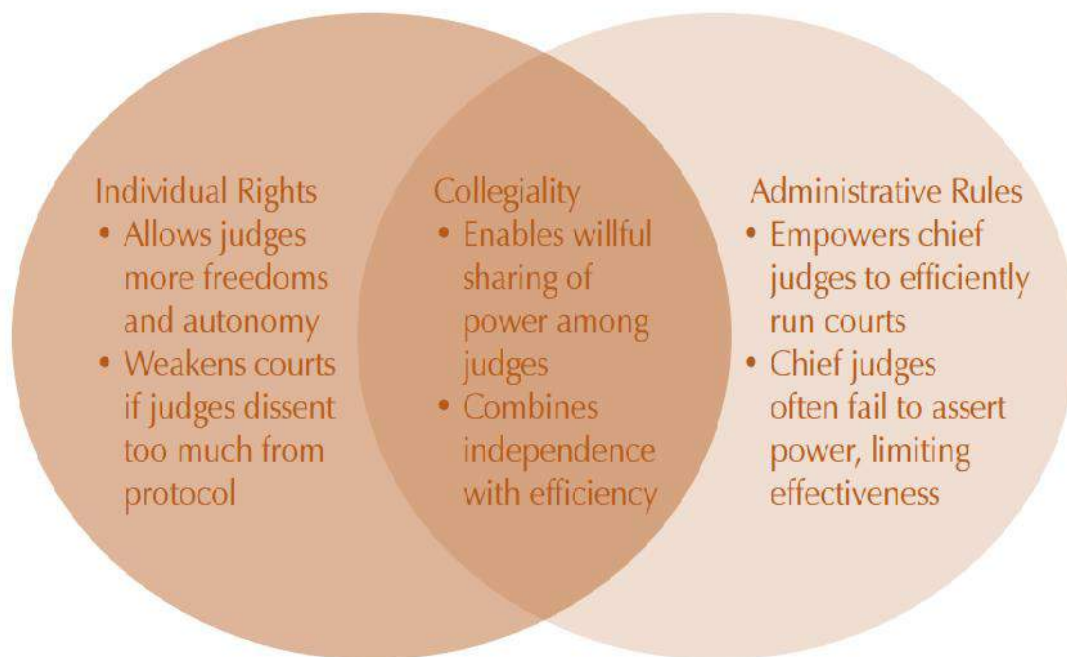 Individual Rights
• Allows judges
more freedoms
and autonomy
• Weakens courts
if judges dissent
too much from
protocol
Collegiality
• Enables willful
sharing of
power among
judges
• Combines
independence
with efficiency
Administrative Rules
• Empowers chief
judges to efficiently
run courts
• Chief judges
often fail to assert
power, limiting
effectiveness